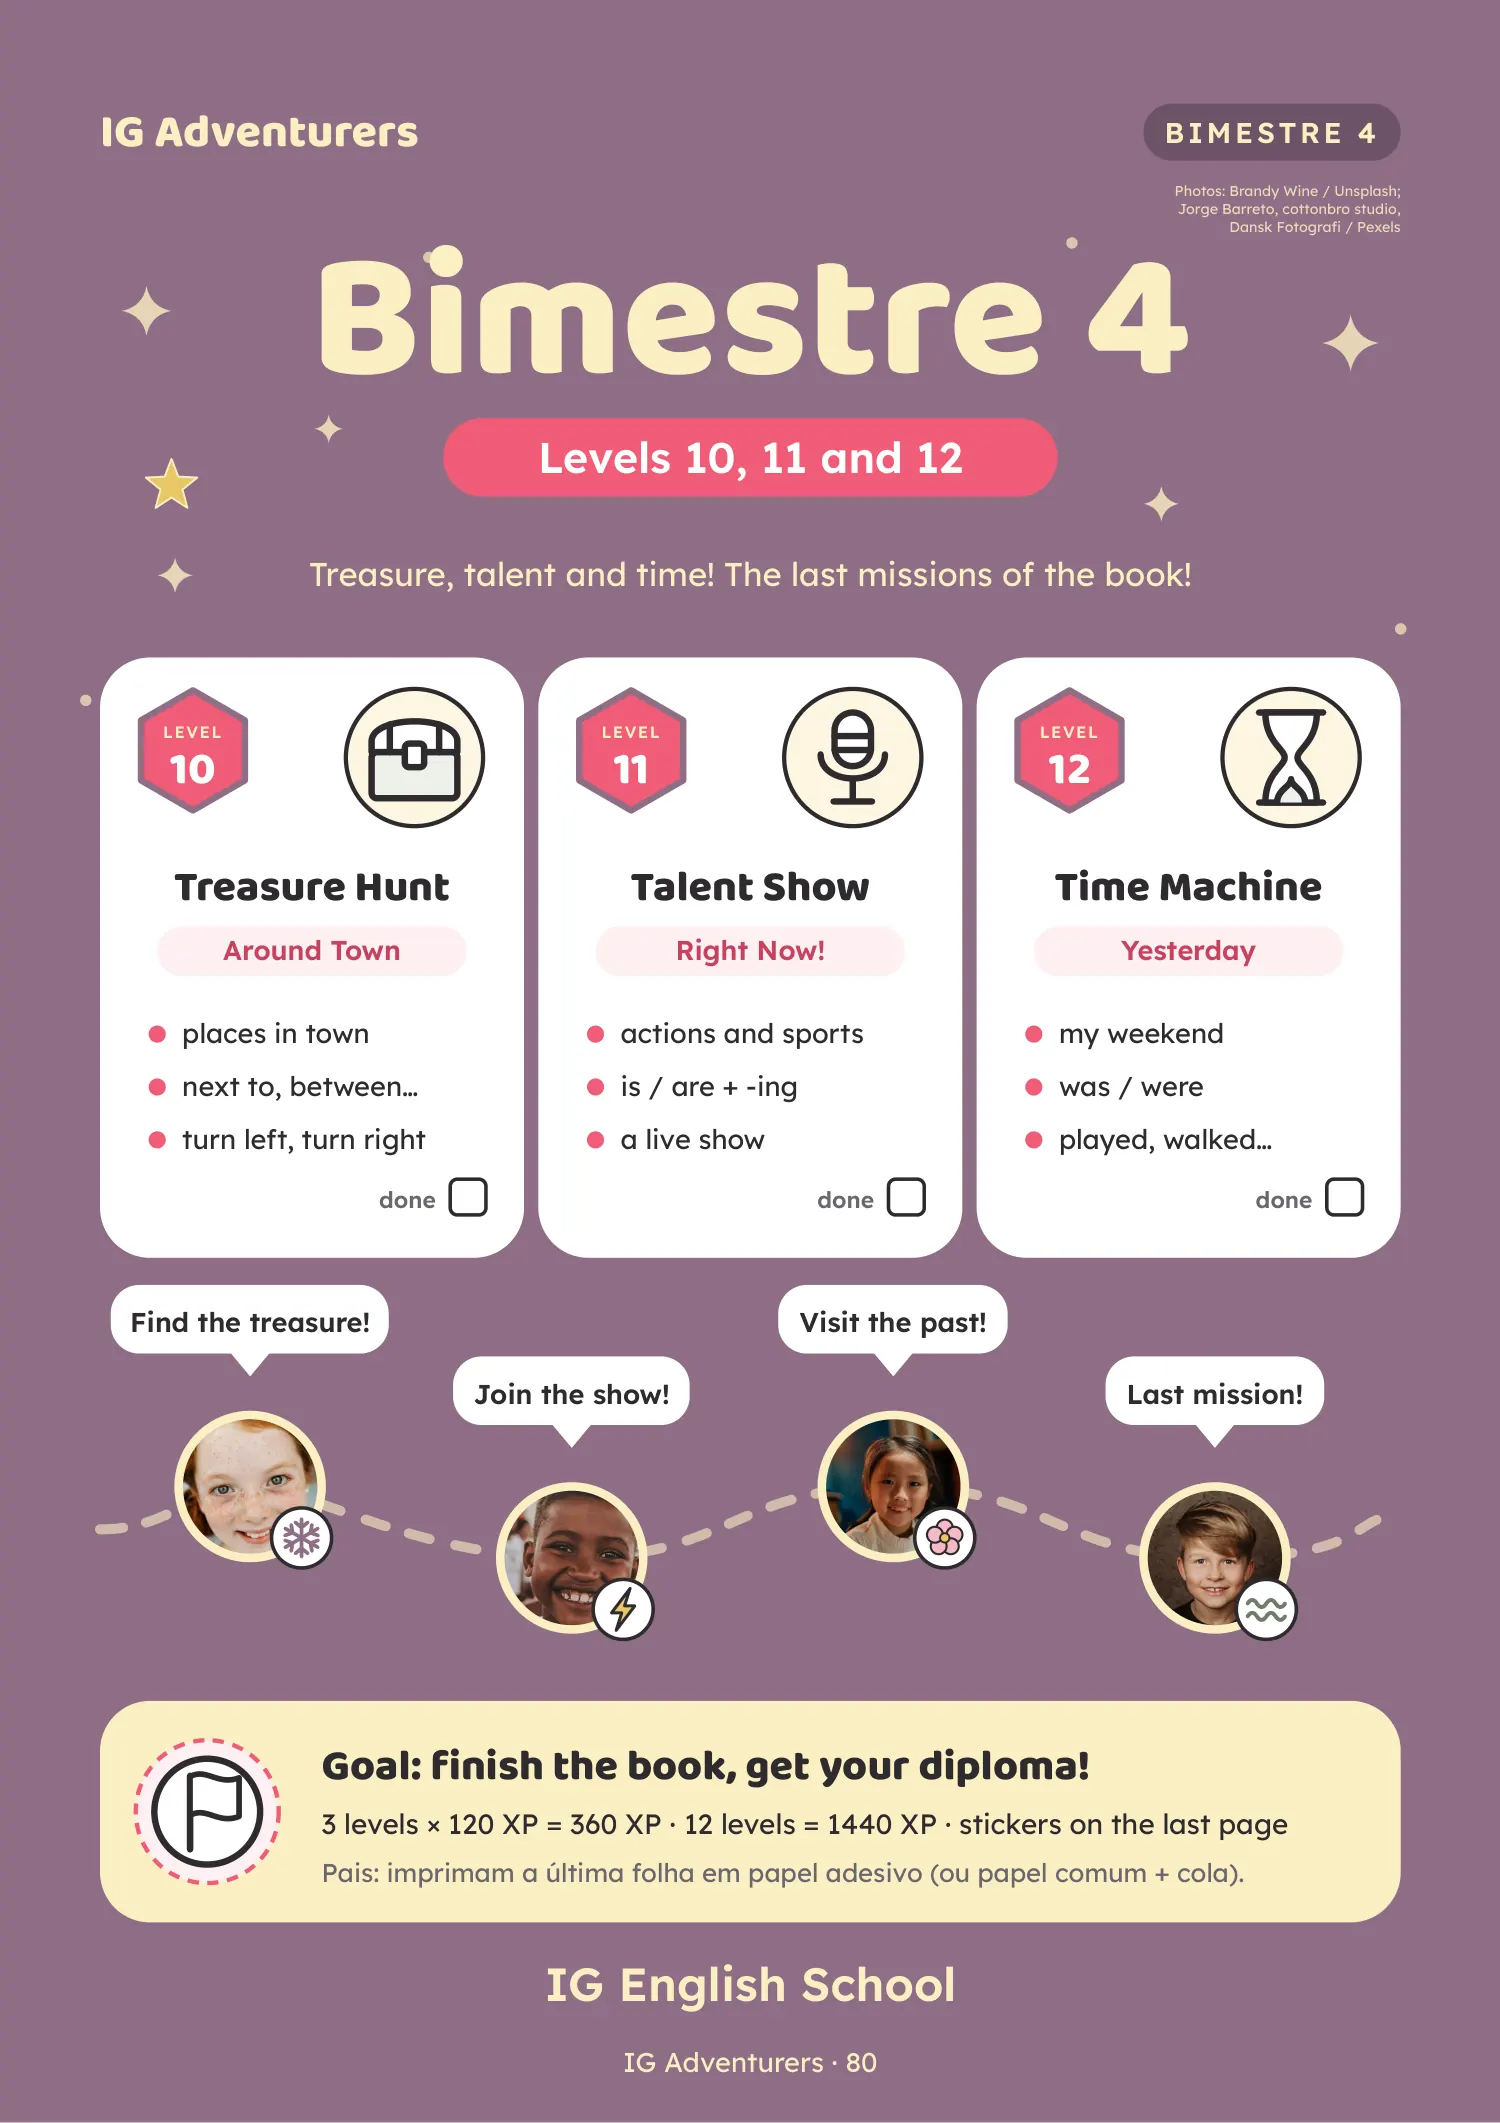 IG Adventurers
BIMESTRE 4
Photos: Brandy Wine / Unsplash;
Jorge Barreto, cottonbro studio,
Dansk Fotografi / Pexels
Bimestre 4
Levels 10, 11 and 12
Treasure, talent and time! The last missions of the book!
LEVEL
10
Treasure Hunt
Around Town
places in town
next to, between...
turn left, turn right
done
LEVEL
11
Talent Show
Right Now!
actions and sports
is / are + -ing
a live show
done
LEVEL
12
Time Machine
Yesterday
my weekend
was / were
played, walked...
done
Find the treasure!
Join the show!
Visit the past!
Last mission!
Goal: finish the book, get your diploma!
3 levels × 120 XP = 360 XP · 12 levels = 1440 XP · stickers on the last page
Pais: imprimam a última folha em papel adesivo (ou papel comum + cola).
IG English School
IG Adventurers · 80